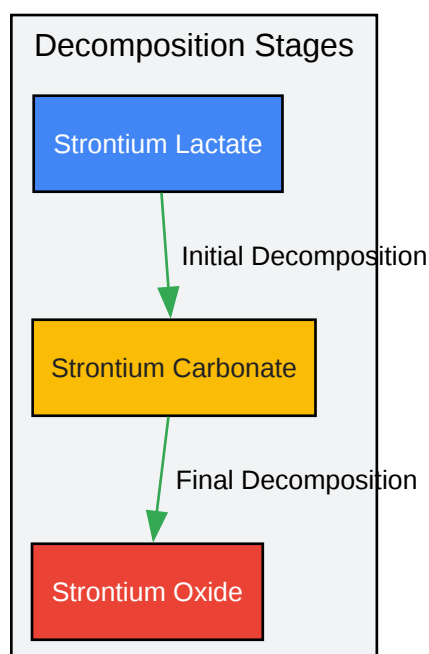 Decomposition Stages
Strontium Lactate
Initial Decomposition
Strontium Carbonate
Final Decomposition
Strontium Oxide